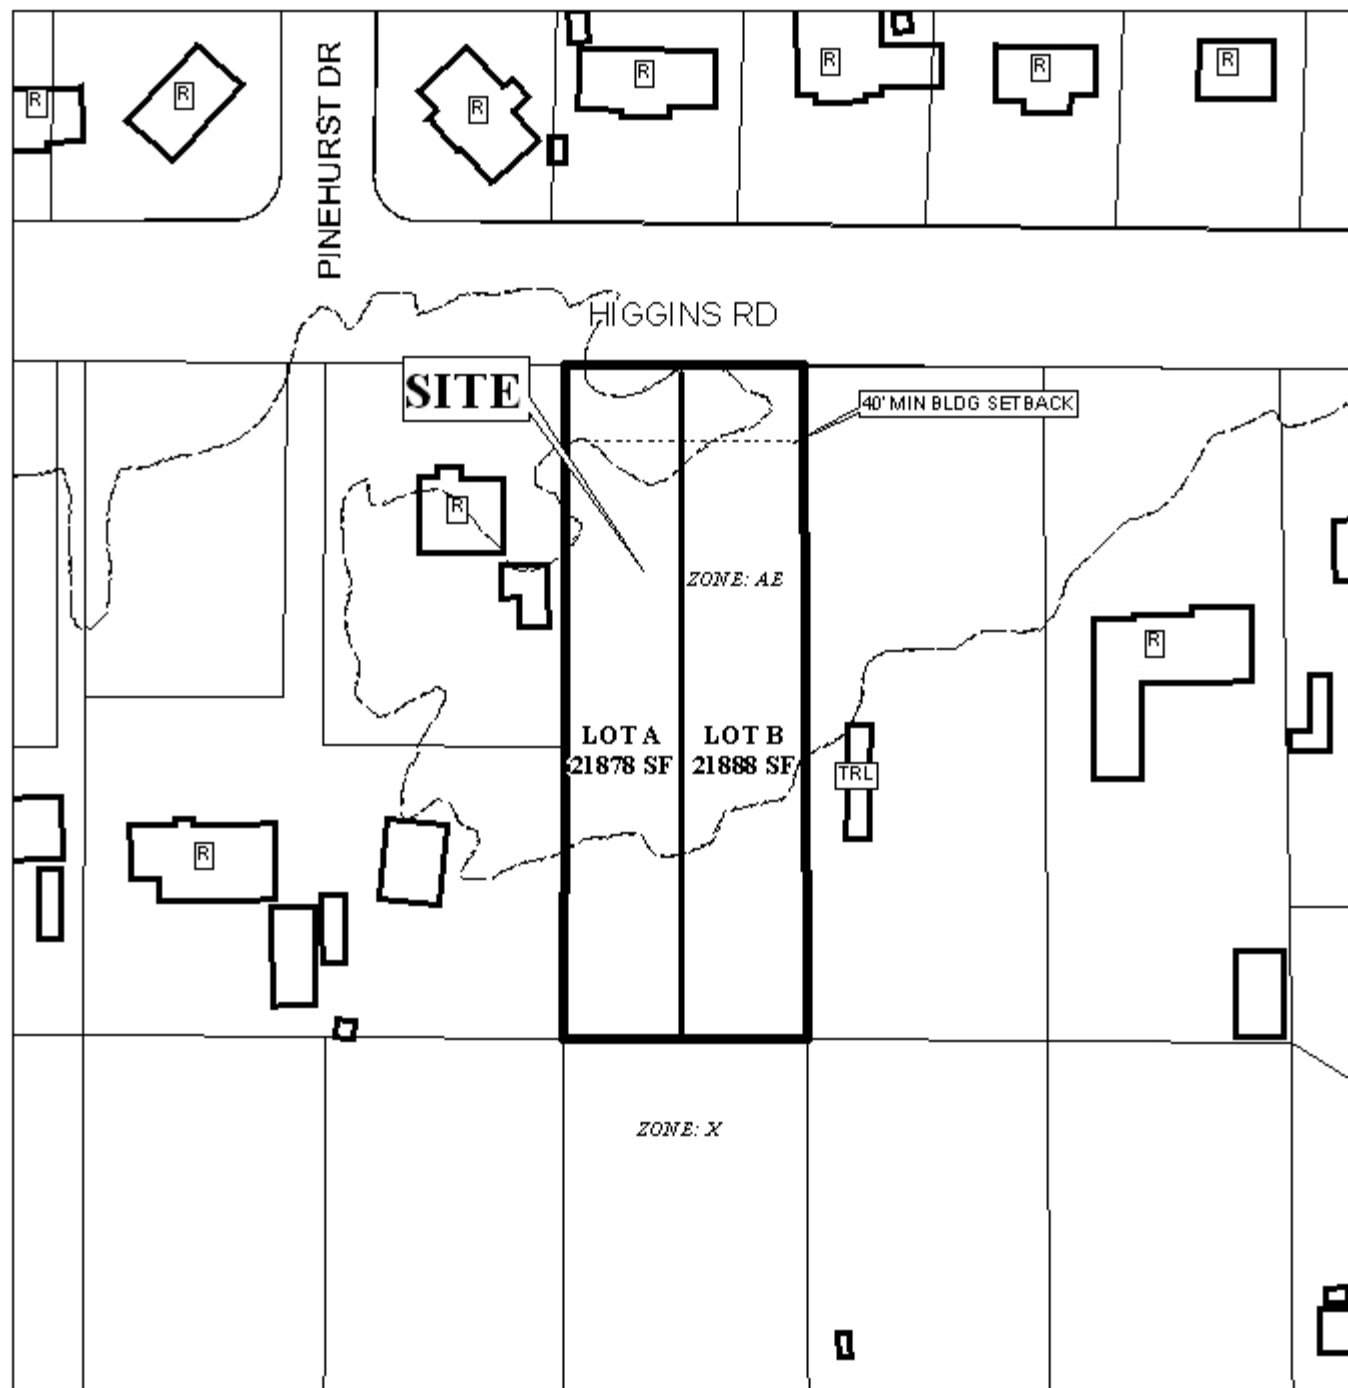 R
R
R
R
R
R
R
PINEHURST DR
HIGGINS RD
SITE
40' MIN BLDG SETBACK
R
ZONE: AE
R
LOT A
21878 SF
LOT B
21888 SF
TRL
R
ZONE: X